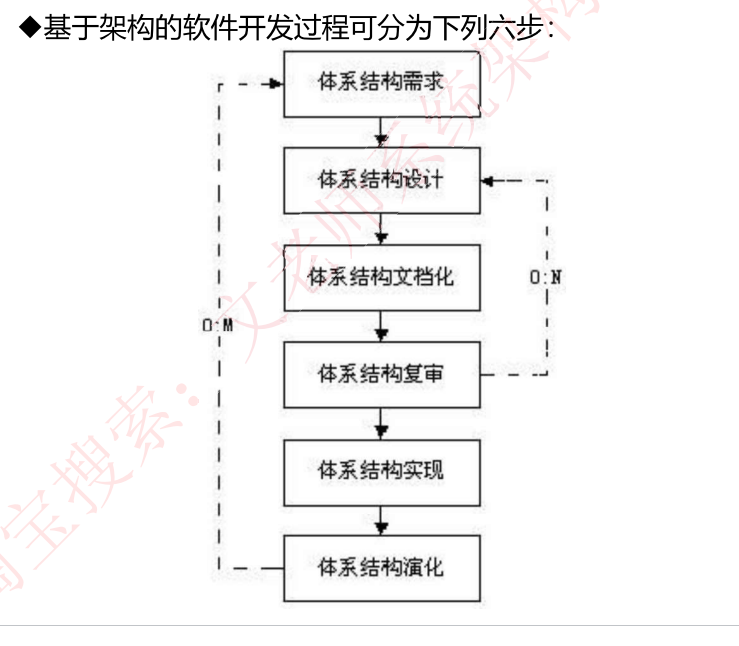 ◆基于架构的软件开发过程可分为下列六步：
体系结构需求
体系结构设计
体系结构文档化
0:N
0:M
体系结构复审
体系结构实现
体系结构演化
淘宝搜索：文老师系统架构